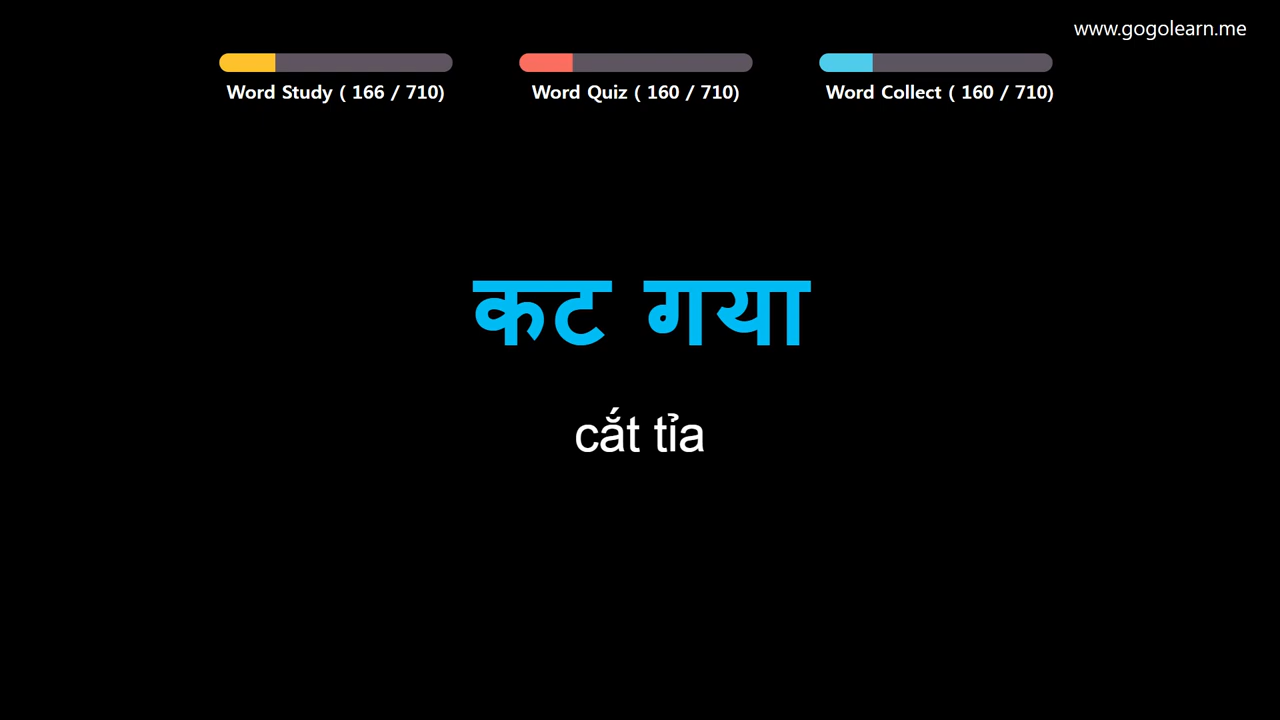 www.gogolearn.me
Word Study ( 166 / 710)
Word Quiz ( 160 / 710)
Word Collect ( 160 / 710)
कट गया
cắt tỉa